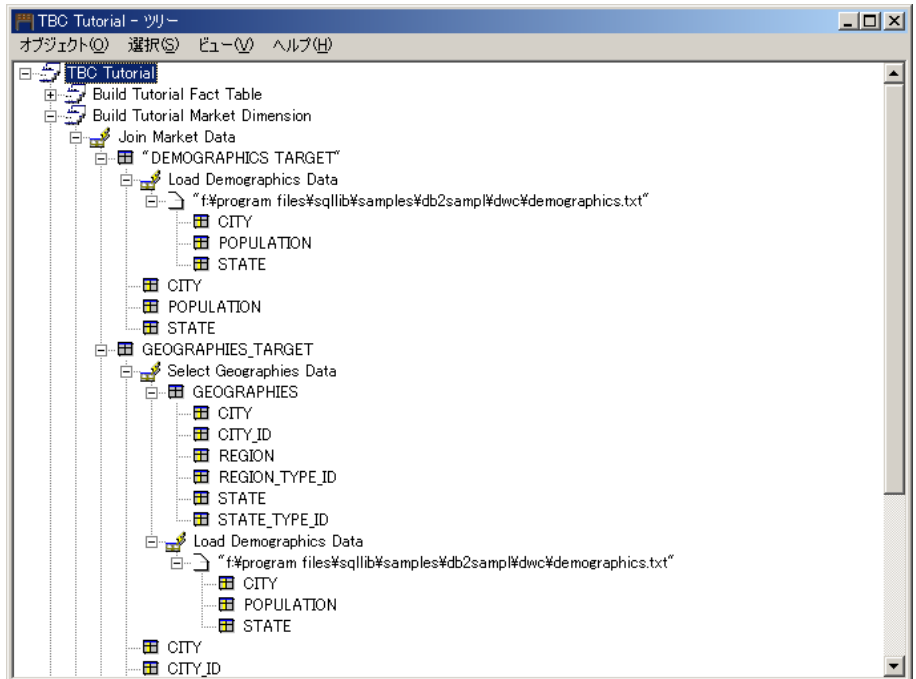 TBC Tutorial - ツリー
オブジェクト(O) 選択(S) ビュー(V) ヘルプ(H)
TBC Tutorial
Build Tutorial Fact Table
Build Tutorial Market Dimension
Join Market Data
"DEMOGRAPHICS TARGET"
Load Demographics Data
"f:¥program files¥sqllib¥samples¥db2sampl¥dwc¥demographics.txt"
CITY
POPULATION
STATE
CITY
POPULATION
STATE
GEOGRAPHIES_TARGET
Select Geographies Data
GEOGRAPHIES
CITY
CITY_ID
REGION
REGION_TYPE_ID
STATE
STATE_TYPE_ID
Load Demographics Data
"f:¥program files¥sqllib¥samples¥db2sampl¥dwc¥demographics.txt"
CITY
POPULATION
STATE
CITY
CITY_ID